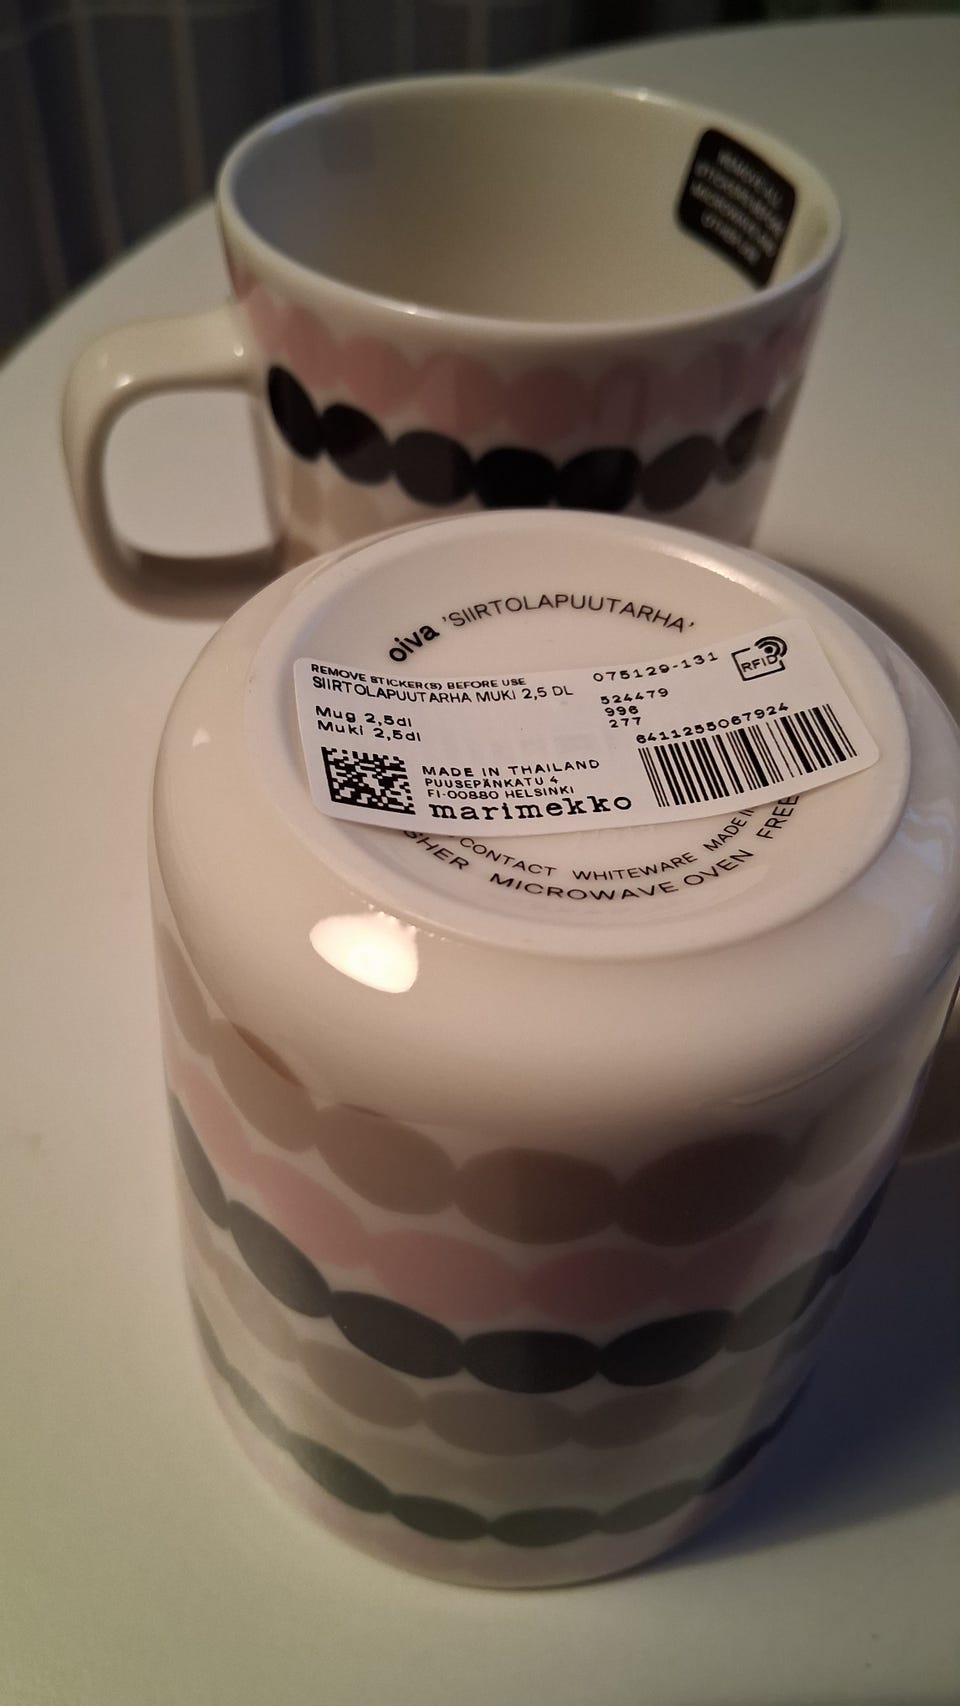 oiva 'SIIRTOLAPUUTARHA'
REMOVE STICKER(S) BEFORE USE
SIIRTOLAPUUTARHA MUKI 2,5 DL
075129-131
RFID
524479
996
277
Mug 2,5dl
Muki 2,5dl
6411255067924
MADE IN THAILAND
PUUSEPÄNKATU 4
FI-00880 HELSINKI
marimekko
CONTACT WHITEWARE MADE IN
MICROWAVE OVEN FREE